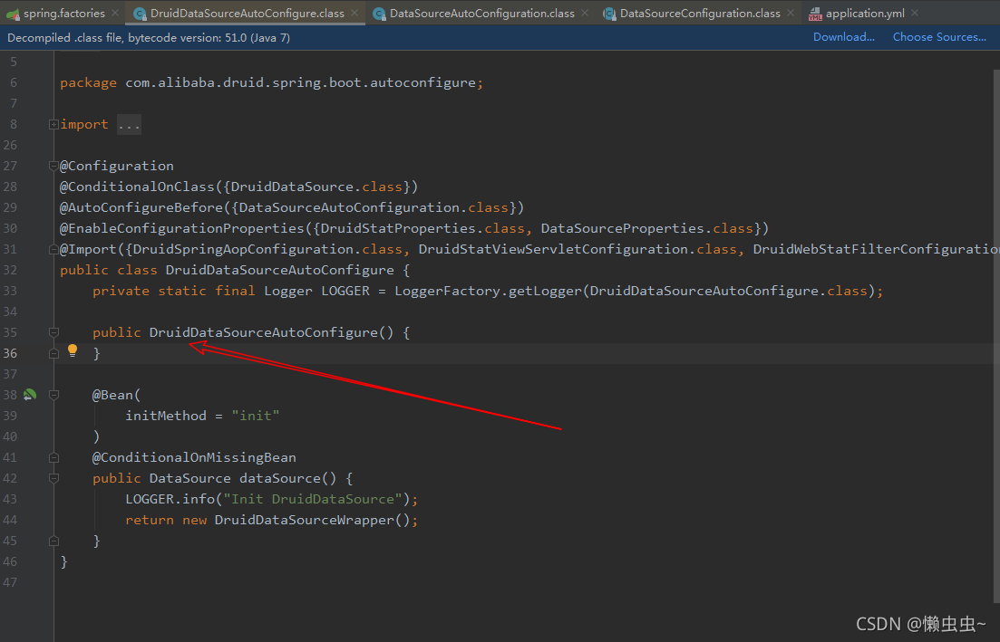 spring.factories DruidDataSourceAutoConfigure.class DataSourceAutoConfiguration.class DataSourceConfiguration.class application.yml
Decompiled .class file, bytecode version: 51.0 (Java 7) Download... Choose Sources...
5
6 package com.alibaba.druid.spring.boot.autoconfigure;
7
8 import ...
26
27 @Configuration
28 @ConditionalOnClass({DruidDataSource.class})
29 @AutoConfigureBefore({DataSourceAutoConfiguration.class})
30 @EnableConfigurationProperties({DruidStatProperties.class, DataSourceProperties.class})
31 @Import({DruidSpringAopConfiguration.class, DruidStatViewServletConfiguration.class, DruidWebStatFilterConfiguratio
32 public class DruidDataSourceAutoConfigure {
33 private static final Logger LOGGER = LoggerFactory.getLogger(DruidDataSourceAutoConfigure.class);
34
35 public DruidDataSourceAutoConfigure() {
36 }
37
38 @Bean(
39 initMethod = "init"
40 )
41 @ConditionalOnMissingBean
42 public DataSource dataSource() {
43 LOGGER.info("Init DruidDataSource");
44 return new DruidDataSourceWrapper();
45 }
46 }
47
CSDN @懒虫虫~